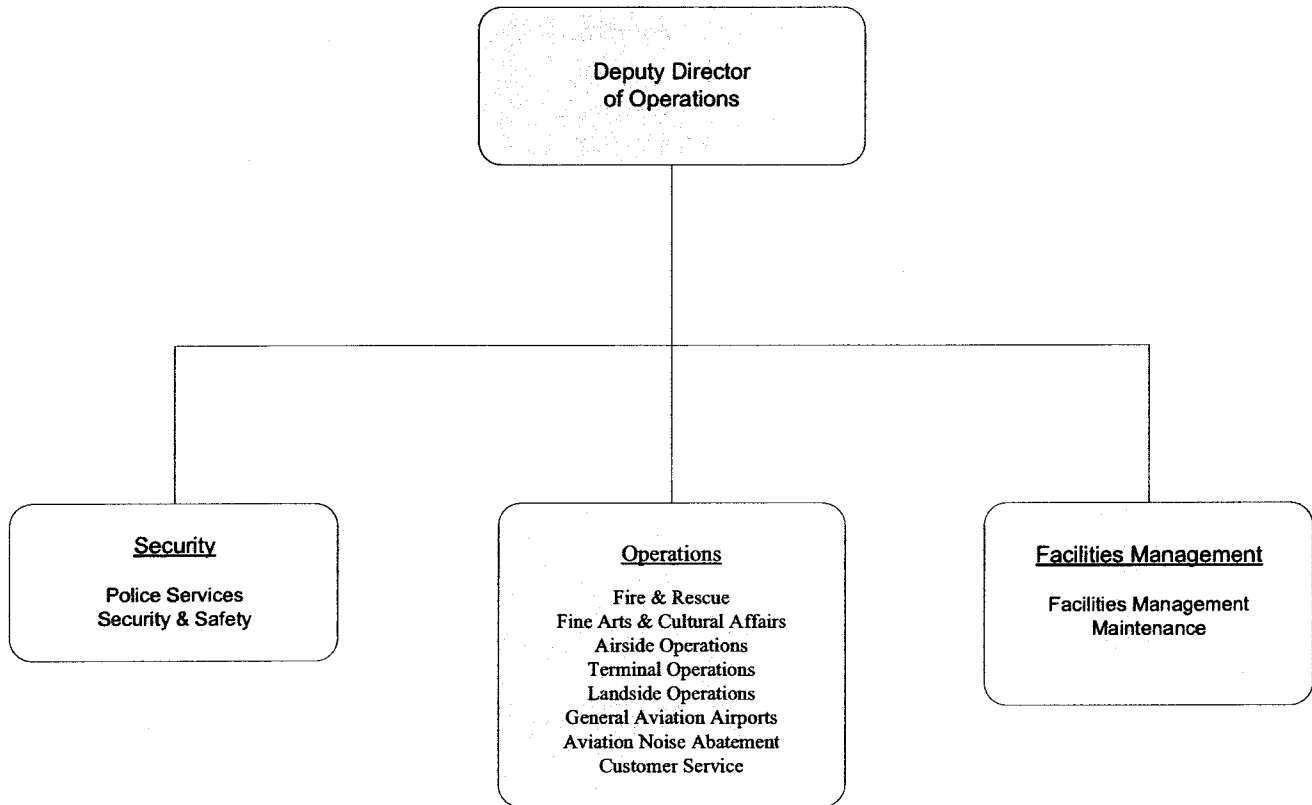 Deputy Director
of Operations
Security
Police Services
Security & Safety
Operations
Fire & Rescue
Fine Arts & Cultural Affairs
Airside Operations
Terminal Operations
Landside Operations
General Aviation Airports
Aviation Noise Abatement
Customer Service
Facilities Management
Facilities Management
Maintenance